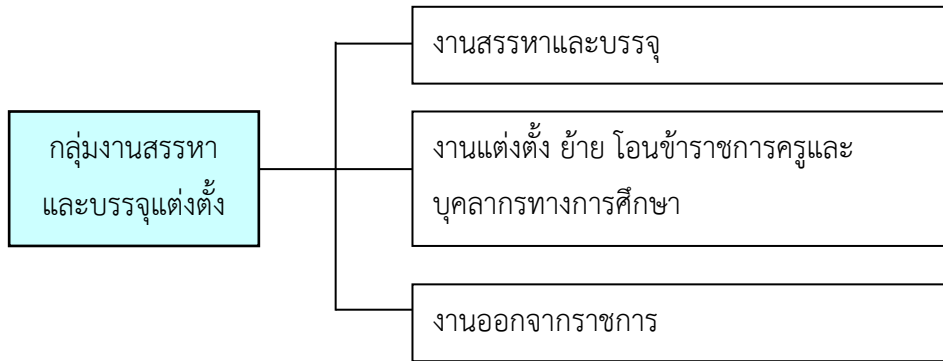 งานสรรหาและบรรจุ
กลุ่มงานสรรหา
และบรรจุแต่งตั้ง
งานแต่งตั้ง ย้าย โอนข้าราชการครูและ
บุคลากรทางการศึกษา
งานออกจากราชการ